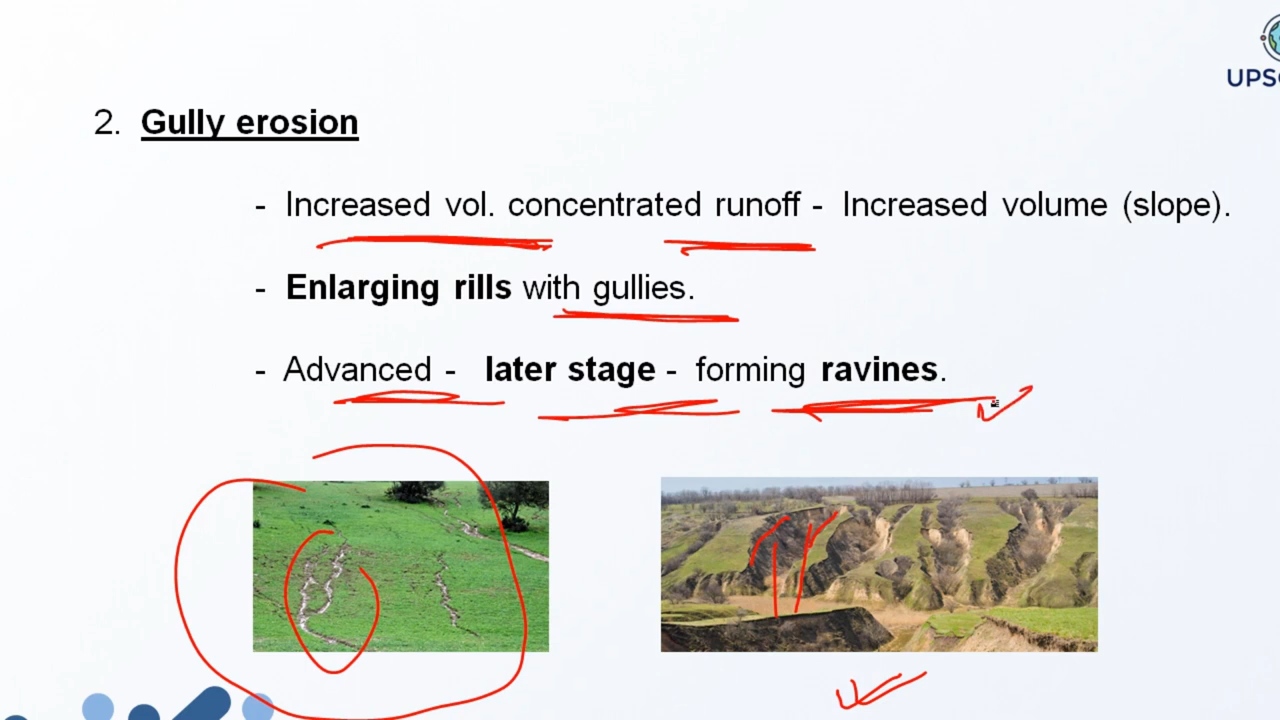 2. Gully erosion
- Increased vol. concentrated runoff - Increased volume (slope).
- Enlarging rills with gullies.
- Advanced - later stage - forming ravines.